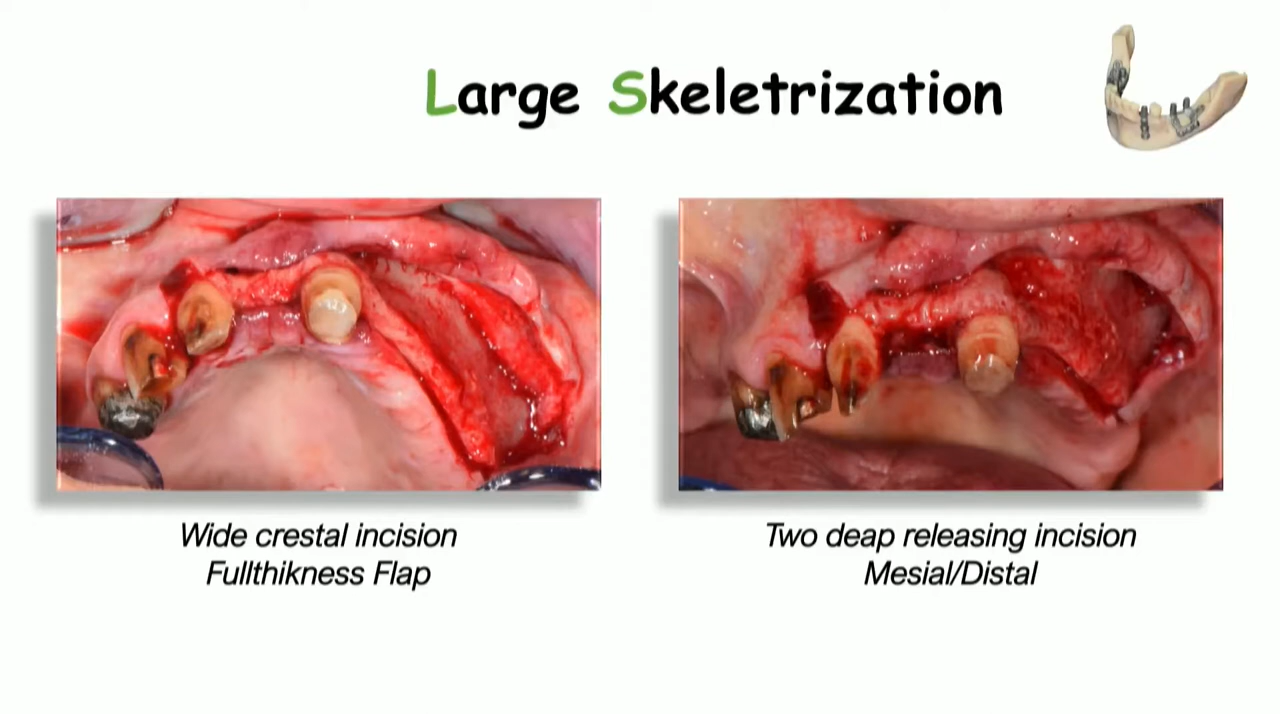 Large Skeletrization
Wide crestal incision
Fullthikness Flap
Two deap releasing incision
Mesial/Distal